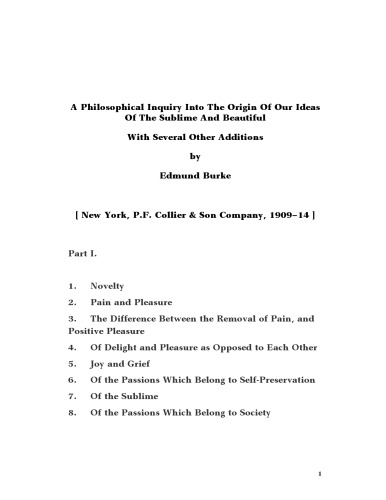 A Philosophical Inquiry Into The Origin Of Our Ideas
Of The Sublime And Beautiful
With Several Other Additions
by
Edmund Burke
[ New York, P.F. Collier & Son Company, 1909–14 ]
Part I.
1. Novelty
2. Pain and Pleasure
3. The Difference Between the Removal of Pain, and
Positive Pleasure
4. Of Delight and Pleasure as Opposed to Each Other
5. Joy and Grief
6. Of the Passions Which Belong to Self-Preservation
7. Of the Sublime
8. Of the Passions Which Belong to Society
1